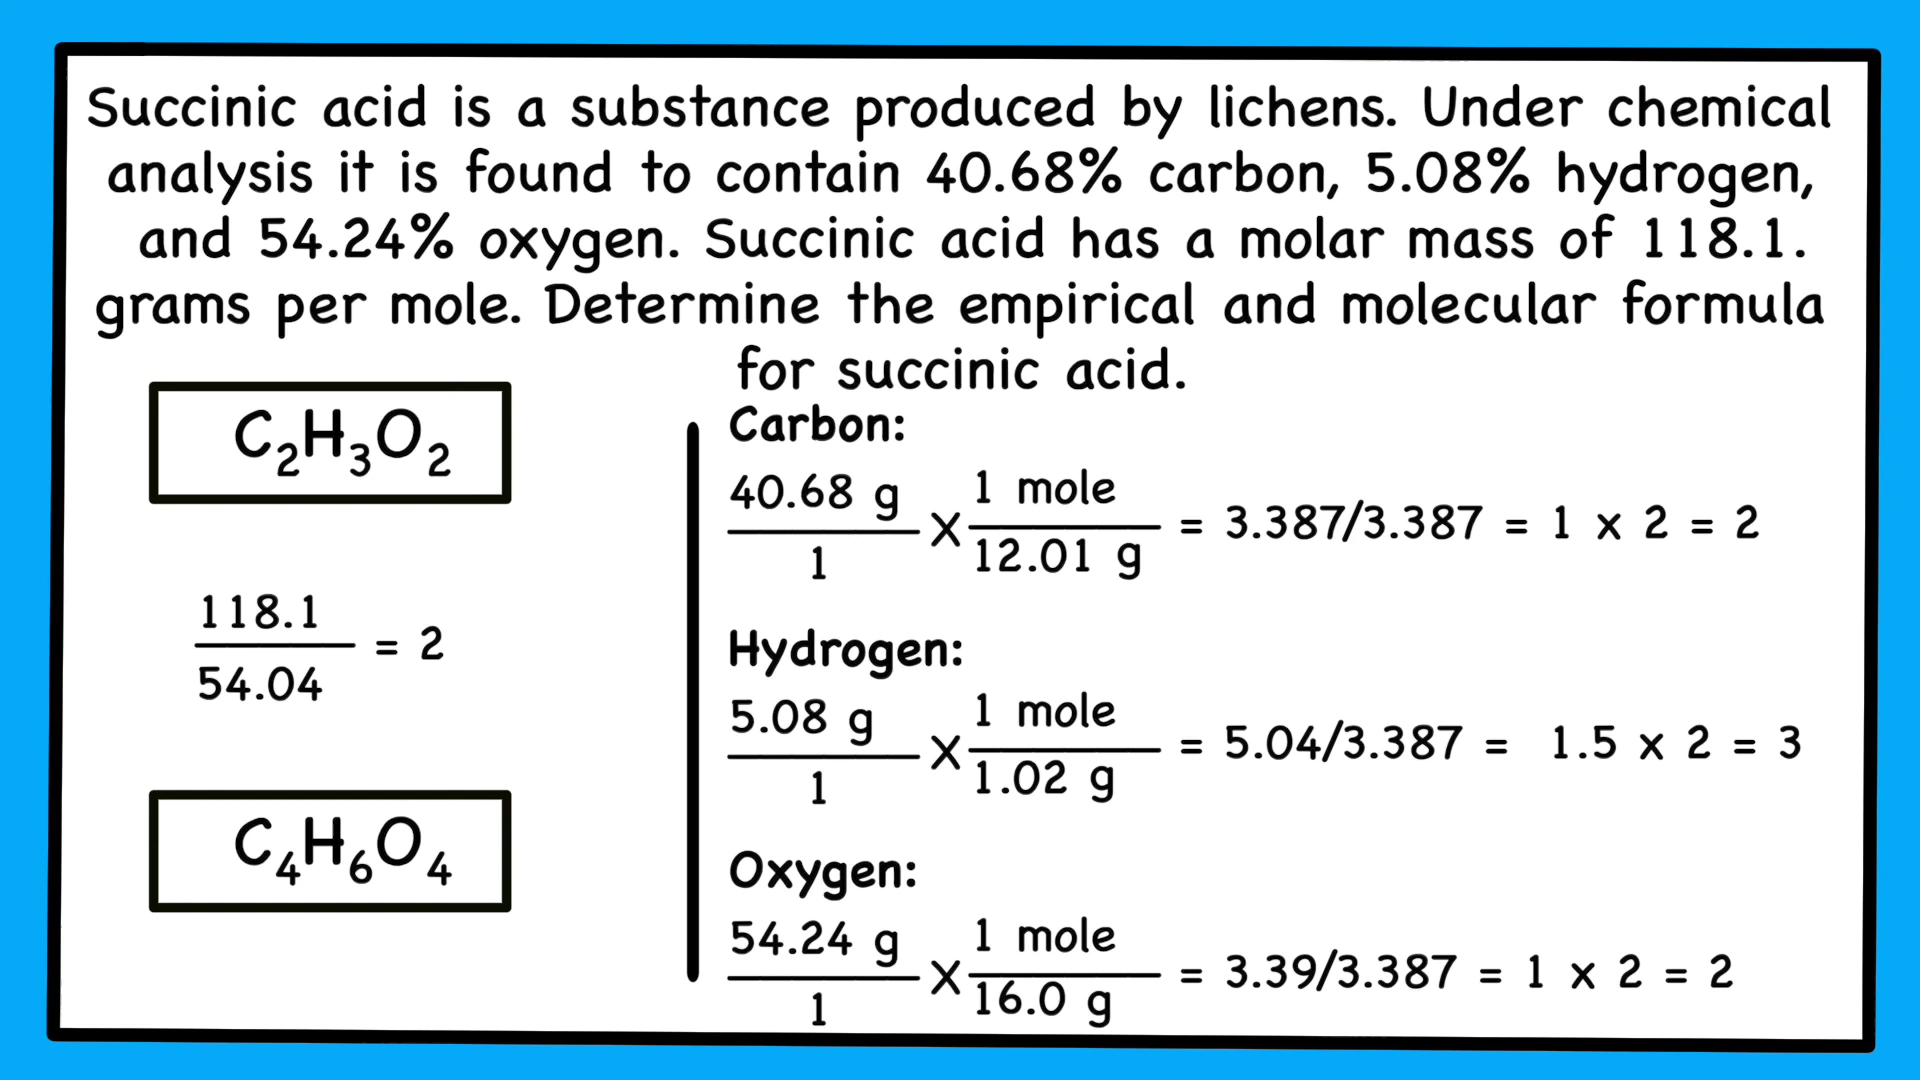 Succinic acid is a substance produced by lichens. Under chemical
analysis it is found to contain 40.68% carbon, 5.08% hydrogen,
and 54.24% oxygen. Succinic acid has a molar mass of 118.1.
grams per mole. Determine the empirical and molecular formula
for succinic acid.
C₂H₃O₂
118.1
54.04
= 2
C₄H₆O₄
Carbon:
40.68 g
1
X
1 mole
12.01 g
= 3.387/3.387 = 1 x 2 = 2
Hydrogen:
5.08 g
1
X
1 mole
1.02 g
= 5.04/3.387 = 1.5 x 2 = 3
Oxygen:
54.24 g
1
X
1 mole
16.0 g
= 3.39/3.387 = 1 x 2 = 2